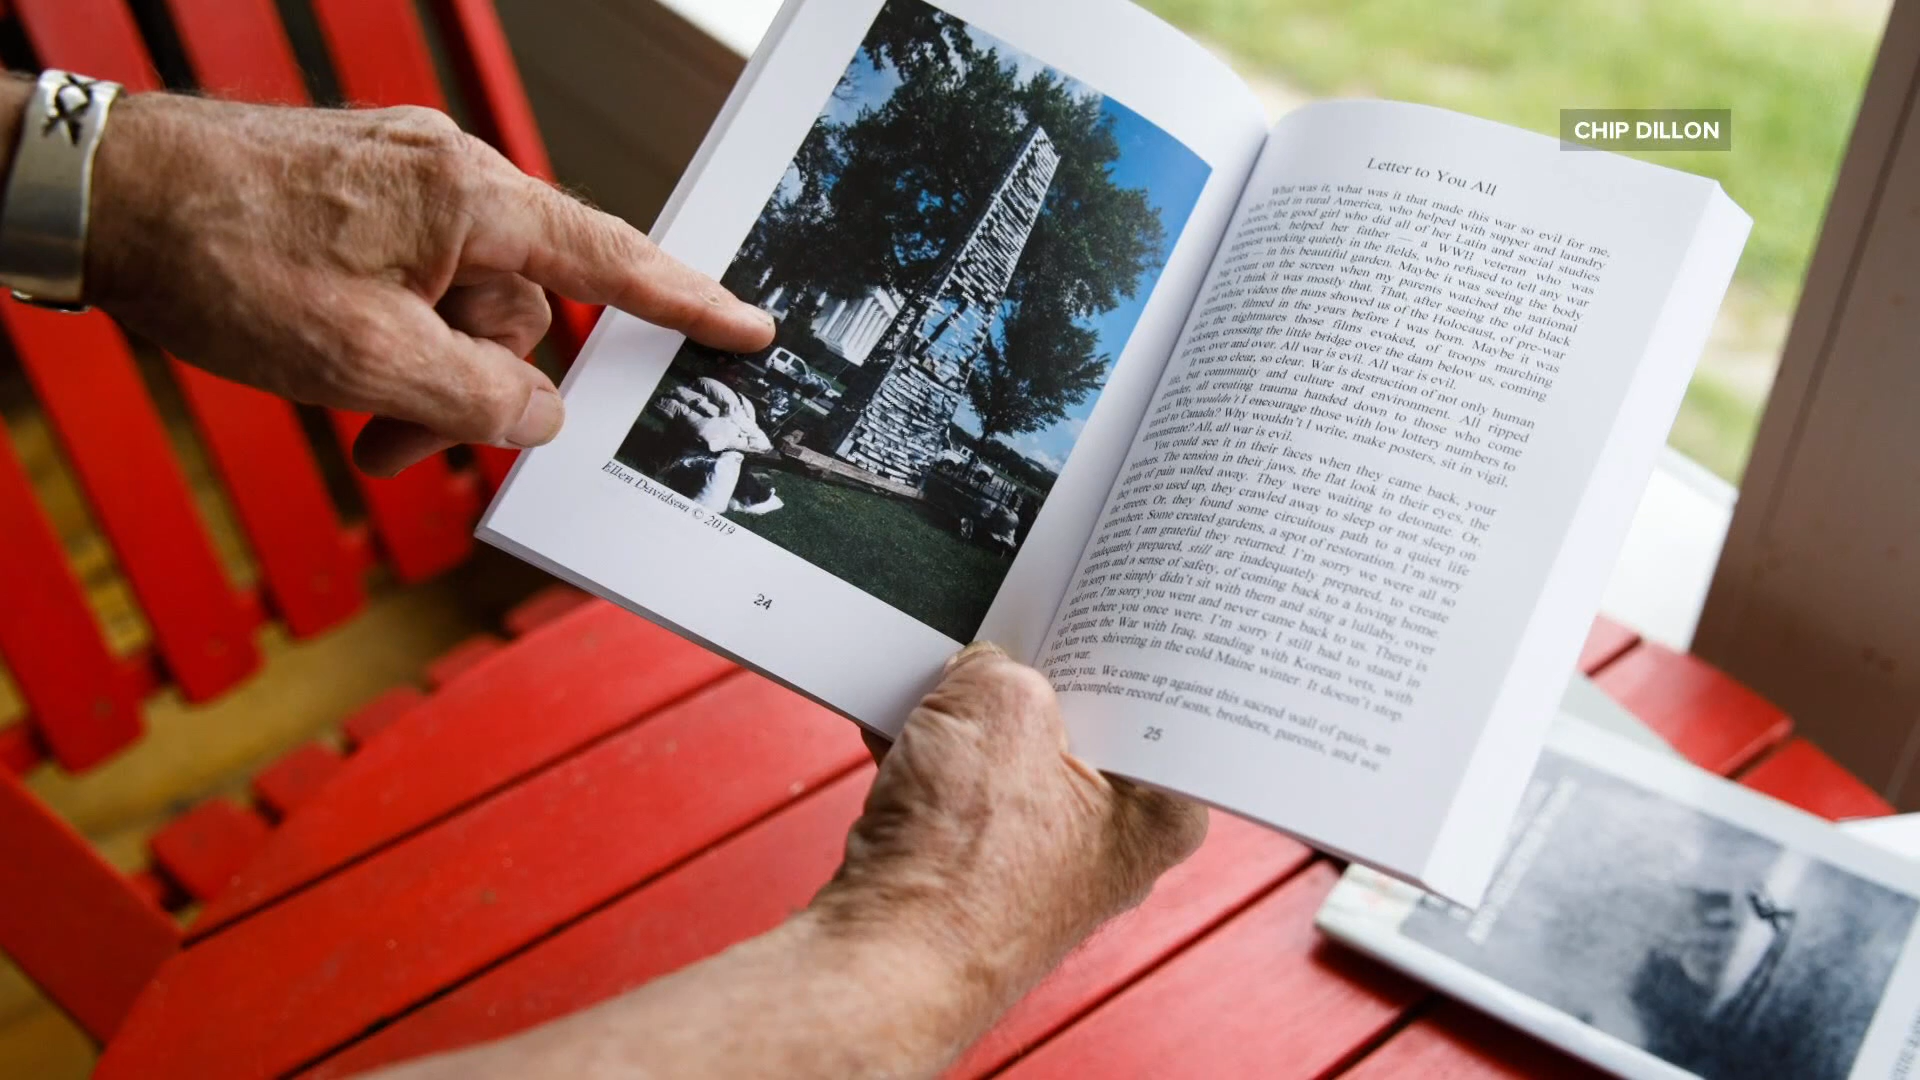 CHIP DILLON
Ellen Davidson © 2019
24
Letter to You All
What was it, what was it that made this war so evil for me,
who lived in rural America, who helped with supper and laundry
chores, the good girl who did all of her Latin and social studies
homework, helped her father — a WWII veteran who was
happiest working quietly in the fields, who refused to tell any war
stories — in his beautiful garden. Maybe it was seeing the body
bag count on the screen when my parents watched the national
news. I think it was mostly that. That, after seeing the old black
and white videos the nuns showed us of the Holocaust, of pre-war
Germany, filmed in the years before I was born. Maybe it was
also the nightmares those films evoked, of troops marching
lockstep, crossing the little bridge over the dam below us, coming
for me, over and over. All war is evil. All war is evil.
It was so clear, so clear. War is destruction of not only human
life, but community and culture and environment. All ripped
asunder, all creating trauma handed down to those who come
next. Why wouldn't I encourage those with low lottery numbers to
travel to Canada? Why wouldn't I write, make posters, sit in vigil,
demonstrate? All, all war is evil.
You could see it in their faces when they came back, your
brothers. The tension in their jaws, the flat look in their eyes, the
depth of pain walled away. They were waiting to detonate. Or,
they were so used up, they crawled away to sleep or not sleep on
the streets. Or, they found some circuitous path to a quiet life
somewhere. Some created gardens, a spot of restoration. I'm sorry
they went, I am grateful they returned. I'm sorry we were all so
inadequately prepared, still are inadequately prepared, to create
supports and a sense of safety, of coming back to a loving home.
I'm sorry we simply didn't sit with them and sing a lullaby, over
and over. I'm sorry you went and never came back to us. There is
a chasm where you once were. I'm sorry I still had to stand in
vigil against the War with Iraq, standing with Korean vets, with
Viet Nam vets, shivering in the cold Maine winter. It doesn't stop.
It is every war.
We miss you. We come up against this sacred wall of pain, an
and incomplete record of sons, brothers, parents, and we
25